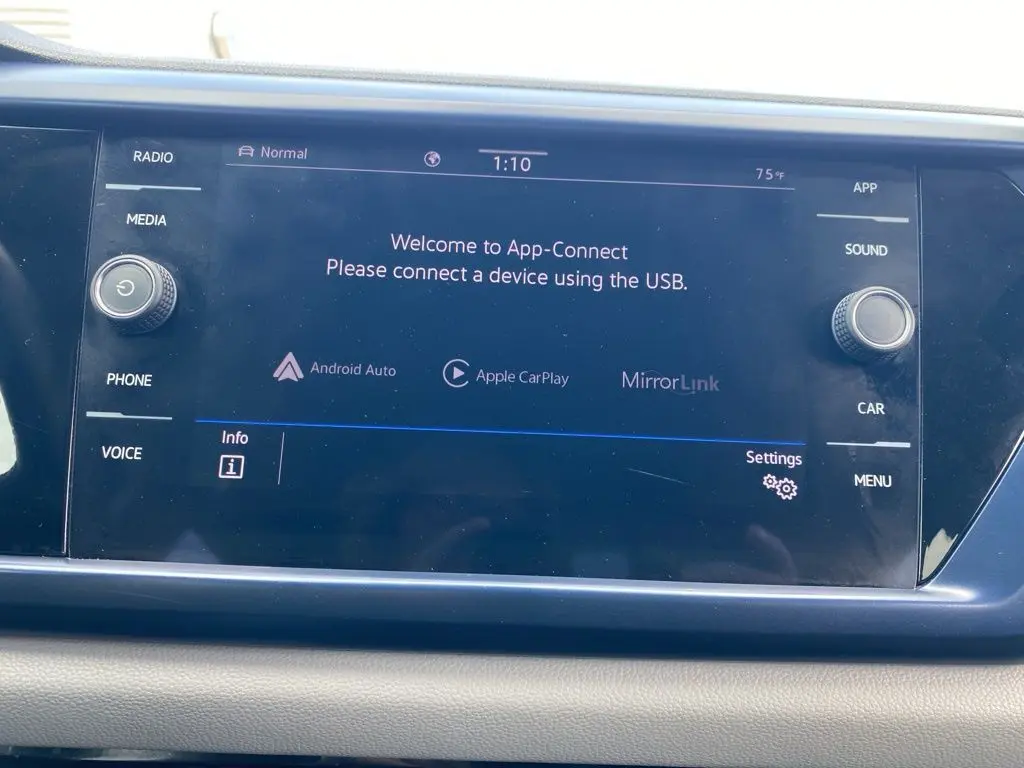 RADIO
MEDIA
PHONE
VOICE
Normal
1:10
75°F
Welcome to App-Connect
Please connect a device using the USB.
Android Auto
Apple CarPlay
MirrorLink
Info
i
Settings
APP
SOUND
CAR
MENU